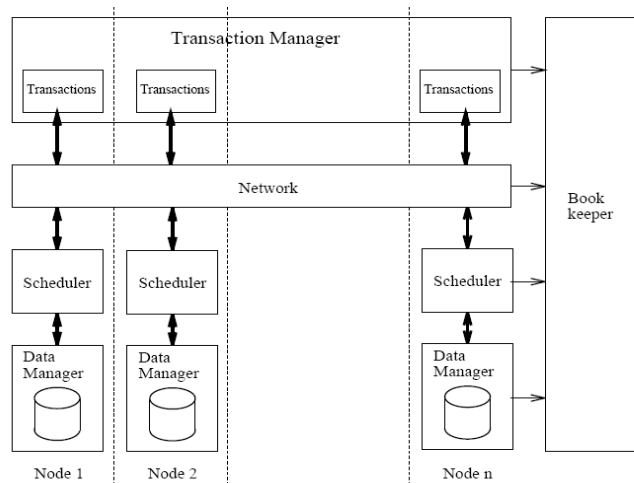 Transaction Manager
Transactions
Transactions
Transactions
Network
Book
keeper
Scheduler
Scheduler
Scheduler
Data
Manager
Data
Manager
Data
Manager
Node 1
Node 2
Node n